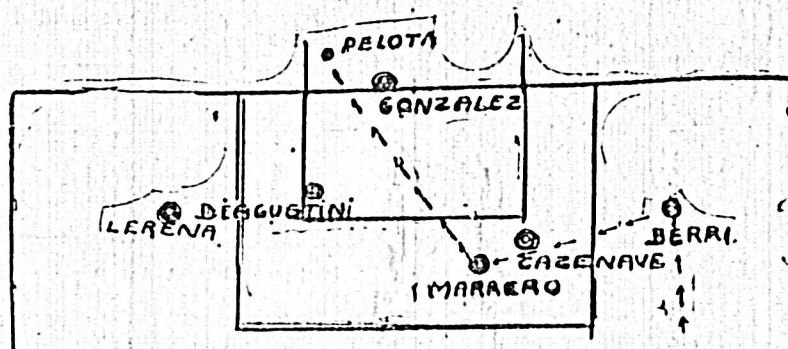 PELOTA
GONZALEZ
DIAGUSTINI
LERENA
BERRI.
CAZENAVE
MARRERO